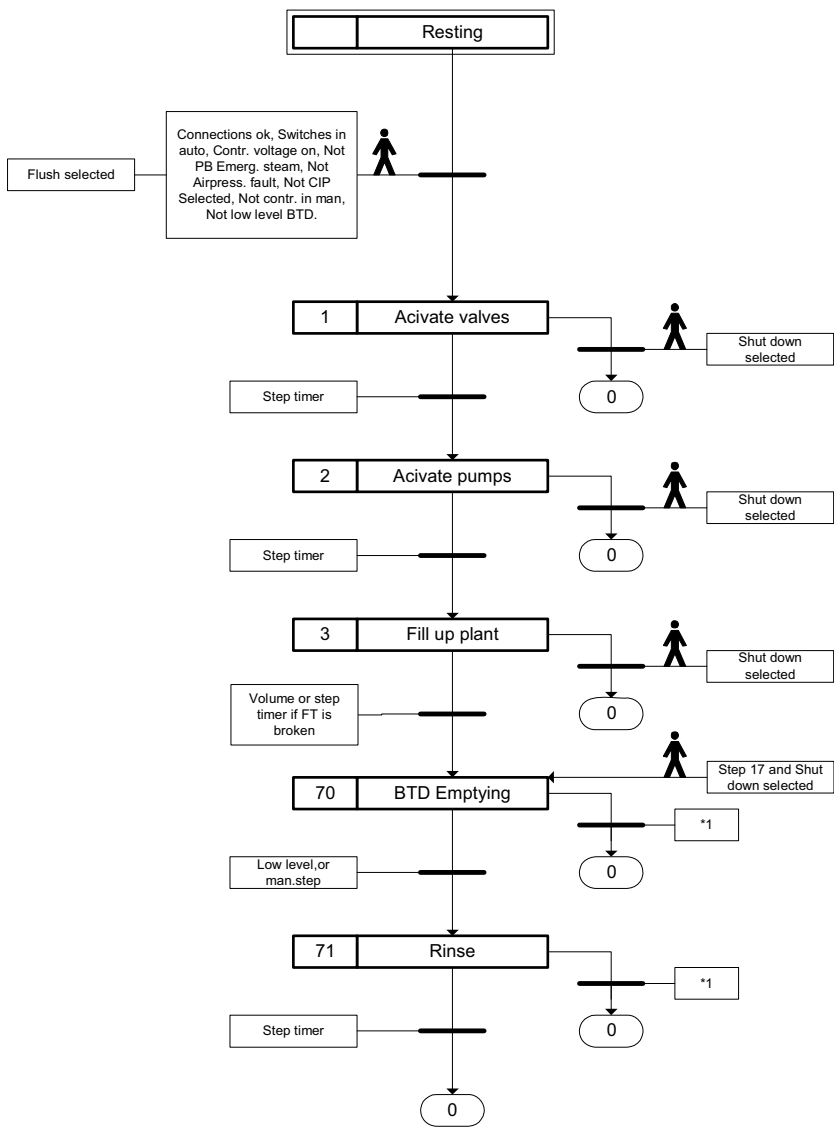 Resting
Connections ok, Switches in
auto, Contr. voltage on, Not
PB Emerg. steam, Not
Airpress. fault, Not CIP
Selected, Not contr. in man,
Not low level BTD.
Flush selected
1 Acivate valves
Shut down
selected
0
Step timer
2 Acivate pumps
Shut down
selected
0
Step timer
3 Fill up plant
Shut down
selected
0
Volume or step
timer if FT is
broken
Step 17 and Shut
down selected
70 BTD Emptying
*1
0
Low level,or
man.step
71 Rinse
*1
0
Step timer
0